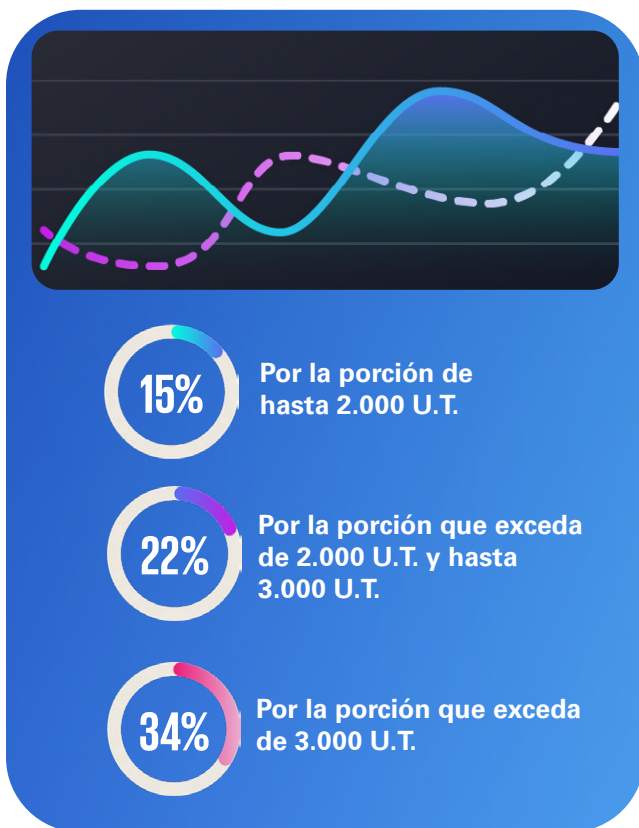 15%
Por la porción de
hasta 2.000 U.T.
22%
Por la porción que exceda
de 2.000 U.T. y hasta
3.000 U.T.
34%
Por la porción que exceda
de 3.000 U.T.